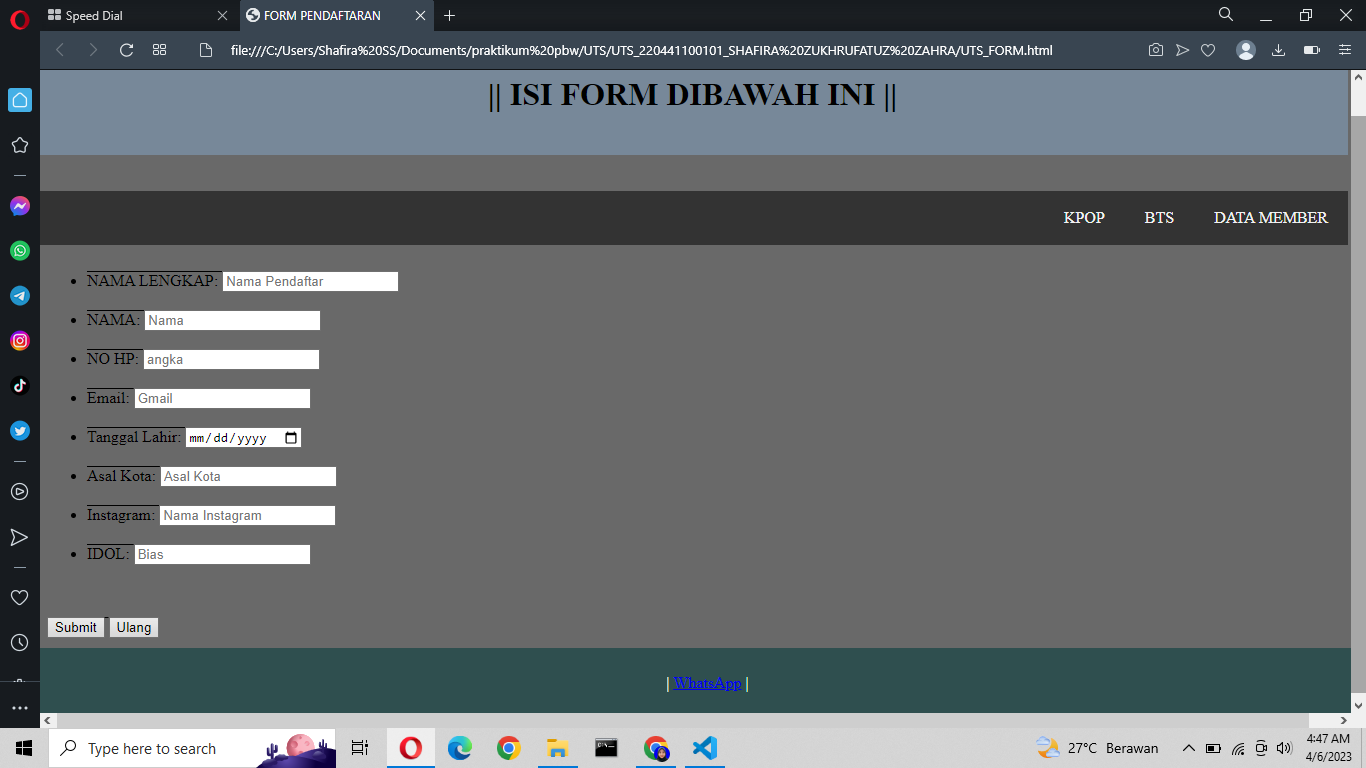 Speed Dial
FORM PENDAFTARAN
file:///C:/Users/Shafira%20SS/Documents/praktikum%20pbw/UTS/UTS_220441100101_SHAFIRA%20ZUKHRUFATUZ%20ZAHRA/UTS_FORM.html
|| ISI FORM DIBAWAH INI ||
KPOP BTS DATA MEMBER
NAMA LENGKAP: Nama Pendaftar
NAMA: Nama
NO HP: angka
Email: Gmail
Tanggal Lahir: mm/dd/yyyy
Asal Kota: Asal Kota
Instagram: Nama Instagram
IDOL: Bias
Submit Ulang
| WhatsApp |
Type here to search
27°C Berawan
4:47 AM
4/6/2023